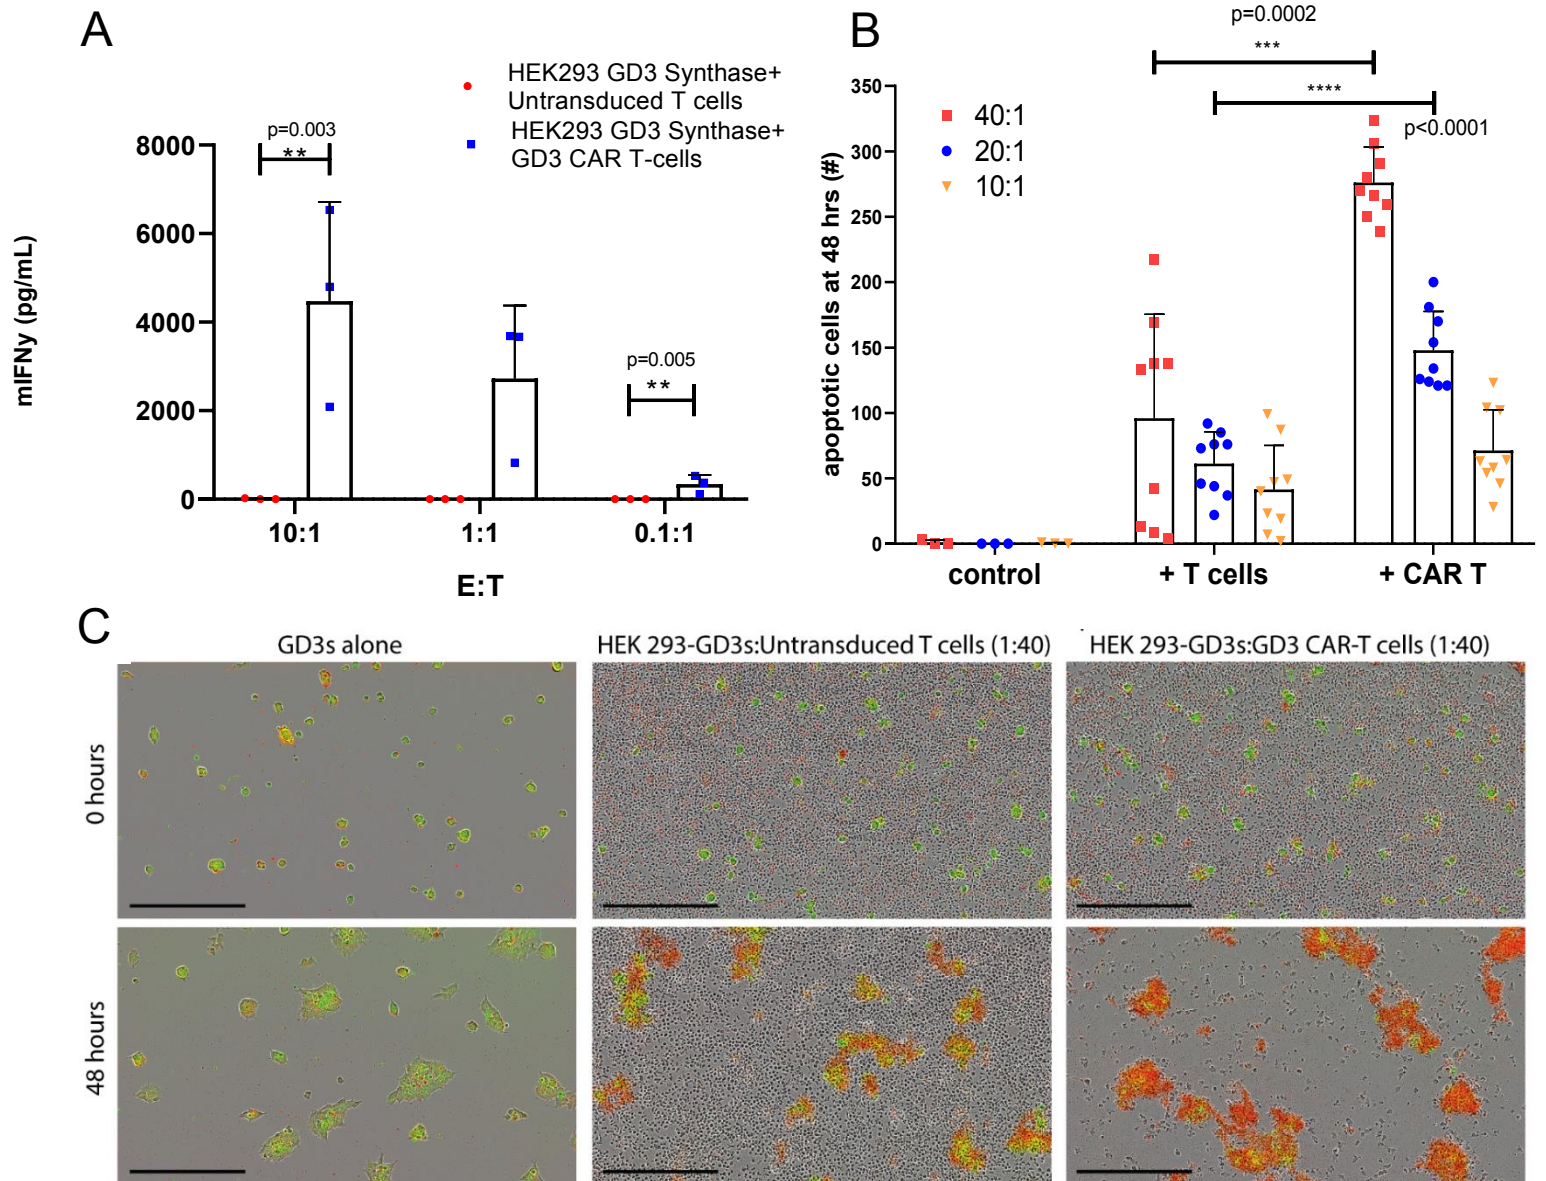 A
HEK293 GD3 Synthase+
Untransduced T cells
HEK293 GD3 Synthase+
GD3 CAR T-cells
p=0.003
**
p=0.005
**
mIFNy (pg/mL)
8000
6000
4000
2000
0
10:1
1:1
0.1:1
E:T
B
p=0.0002
***
****
p<0.0001
40:1
20:1
10:1
apoptotic cells at 48 hrs (#)
350
300
250
200
150
100
50
0
control
+ T cells
+ CAR T
C
GD3s alone
HEK 293-GD3s:Untransduced T cells (1:40)
HEK 293-GD3s:GD3 CAR-T cells (1:40)
0 hours
48 hours